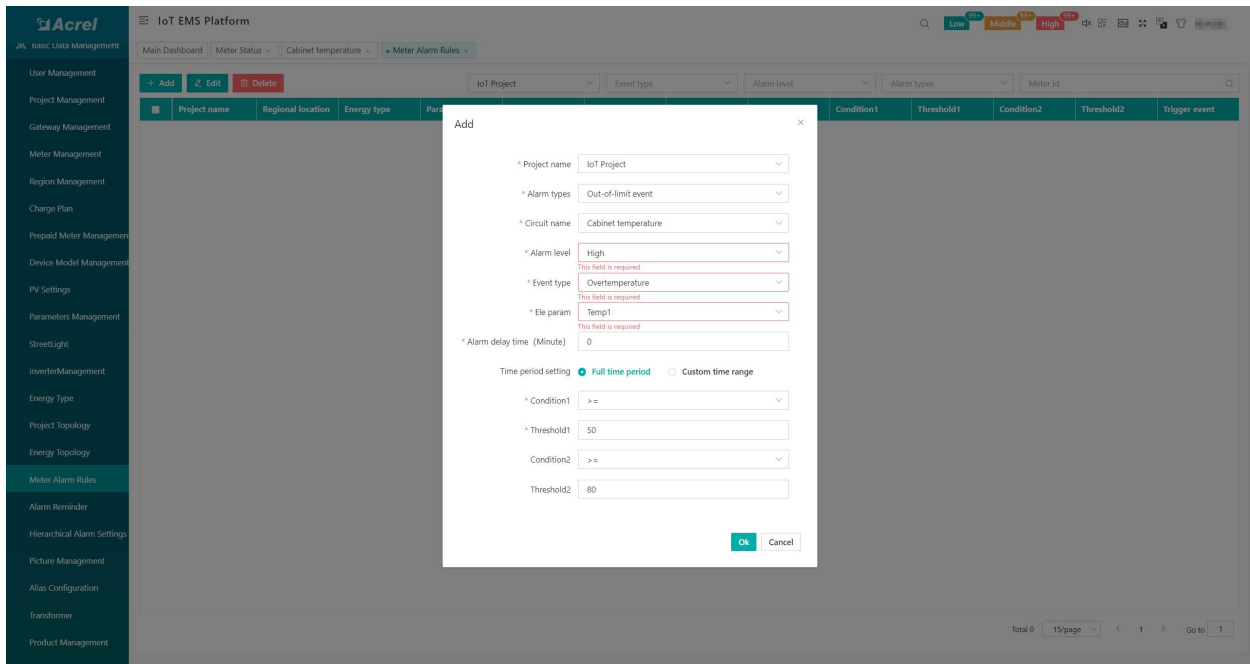 Acrel
IoT EMS Platform
Low 99+ Middle 99+ High 99+
Basic Data Management
Main Dashboard Meter Status Cabinet temperature Meter Alarm Rules
User Management
Project Management
Gateway Management
Meter Management
Region Management
Charge Plan
Prepaid Meter Managemen
Device Model Management
PV Settings
Parameters Management
StreetLight
inverterManagement
Energy Type
Project Topology
Energy Topology
Meter Alarm Rules
Alarm Reminder
Hierarchical Alarm Settings
Picture Management
Alias Configuration
Transformer
Product Management
+ Add Edit Delete
IoT Project Event type Alarm level Alarm types Meter id
Project name Regional location Energy type Para Condition1 Threshold1 Condition2 Threshold2 Trigger event
Add
* Project name IoT Project
* Alarm types Out-of-limit event
* Circuit name Cabinet temperature
* Alarm level High
This field is required
* Event type Overtemperature
This field is required
* Ele param Temp1
This field is required
* Alarm delay time (Minute) 0
Time period setting Full time period Custom time range
* Condition1 >=
* Threshold1 50
Condition2 >=
Threshold2 80
Ok Cancel
Total 0 15/page < 1 > Go to 1